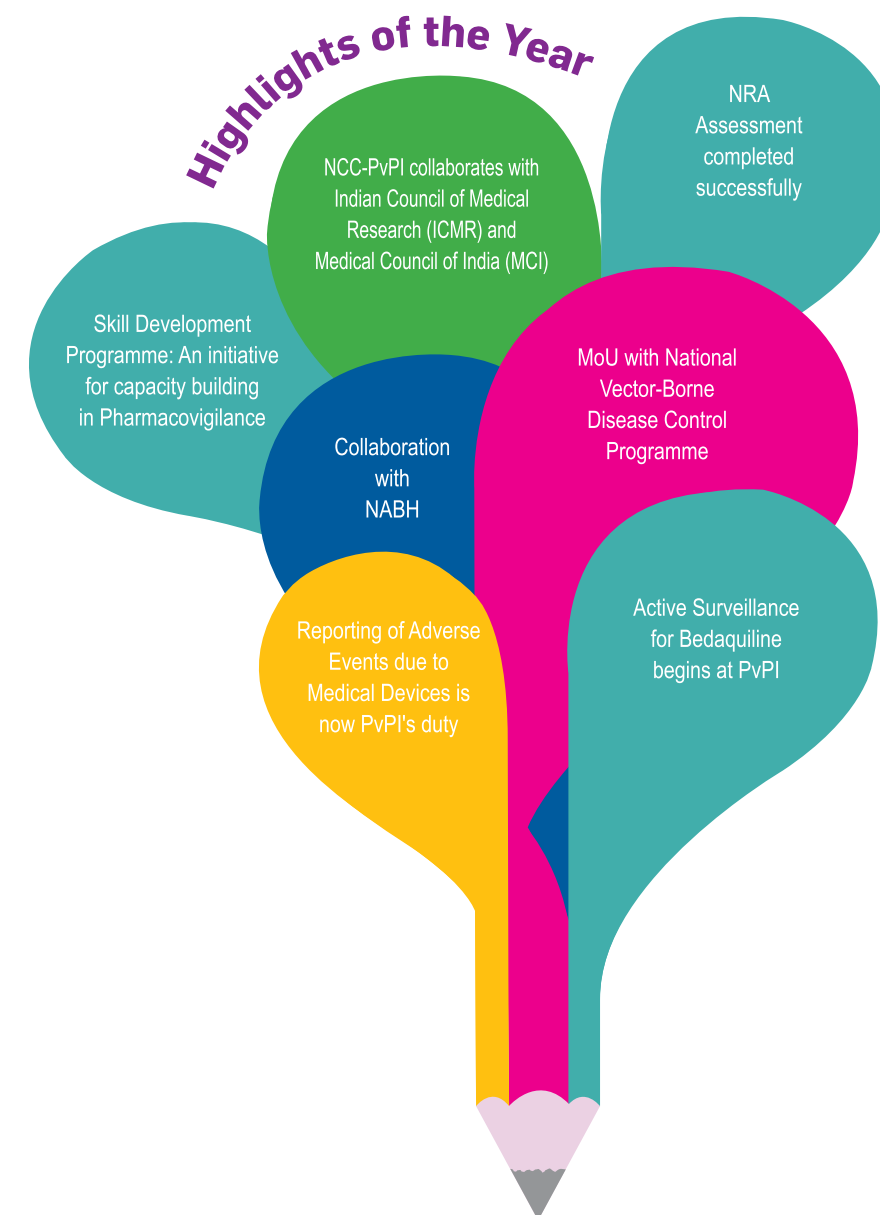 Highlights of the Year
NRA
Assessment
completed
successfully
NCC-PvPI collaborates with
Indian Council of Medical
Research (ICMR) and
Medical Council of India (MCI)
Skill Development
Programme: An initiative
for capacity building
in Pharmacovigilance
MoU with National
Vector-Borne
Disease Control
Programme
Collaboration
with
NABH
Reporting of Adverse
Events due to
Medical Devices is
now PvPI's duty
Active Surveillance
for Bedaquiline
begins at PvPI